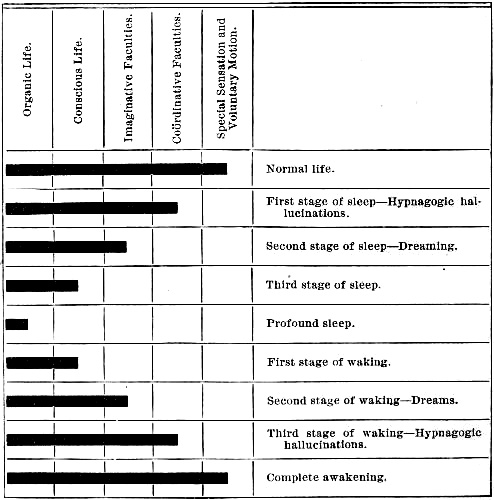 Organic Life.
Conscious Life.
Imaginative Faculties.
Coördinative Faculties.
Special Sensation and
Voluntary Motion.
Normal life.
First stage of sleep—Hypnagogic hal-
lucinations.
Second stage of sleep—Dreaming.
Third stage of sleep.
Profound sleep.
First stage of waking.
Second stage of waking—Dreams.
Third stage of waking—Hypnagogic
hallucinations.
Complete awakening.